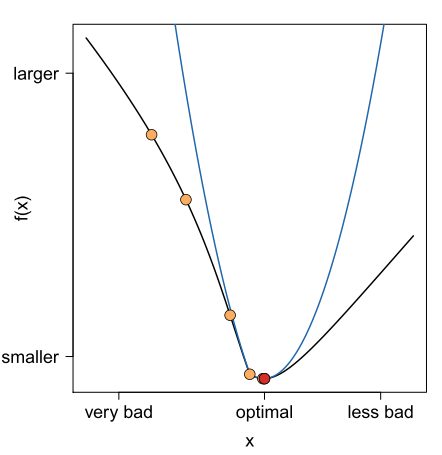 larger
f(x)
smaller
very bad optimal less bad
x